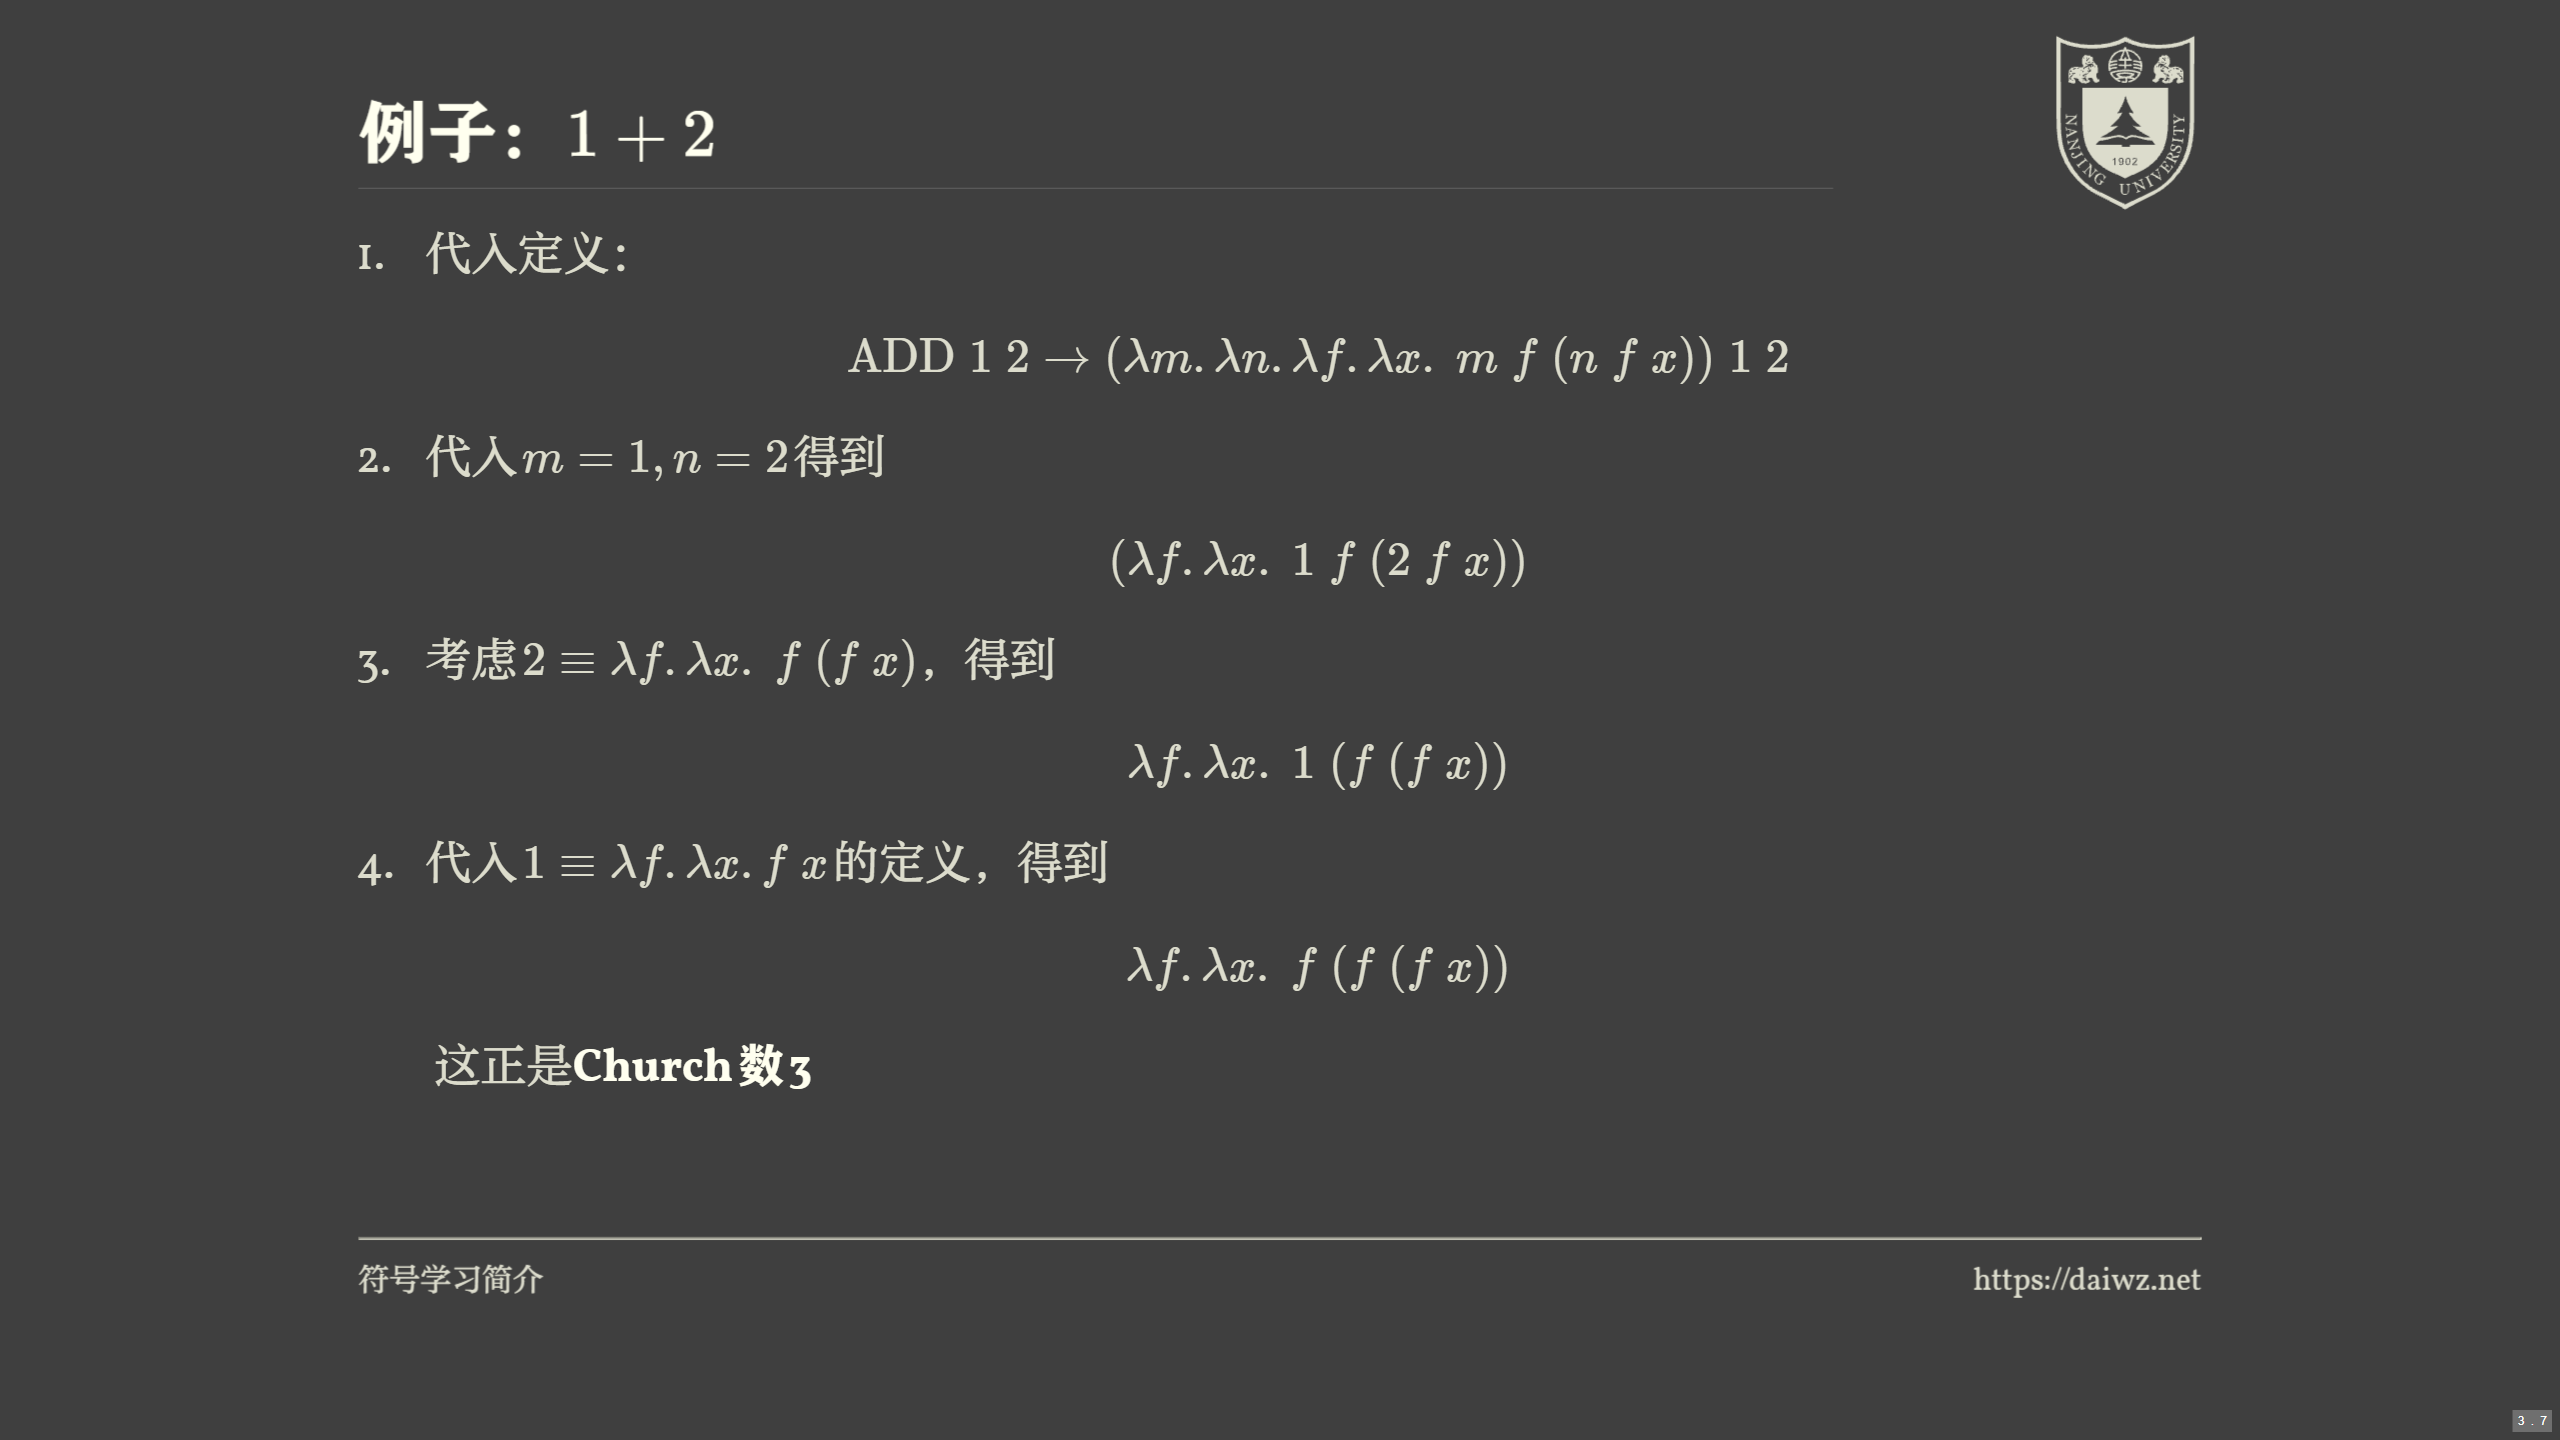 例子：1 + 2
NANJING UNIVERSITY
1902
1. 代入定义：
ADD 1 2 → (λm. λn. λf. λx. m f (n f x)) 1 2
2. 代入m = 1, n = 2得到
(λf. λx. 1 f (2 f x))
3. 考虑2 ≡ λf. λx. f (f x)，得到
λf. λx. 1 (f (f x))
4. 代入1 ≡ λf. λx. f x的定义，得到
λf. λx. f (f (f x))
这正是Church数3
符号学习简介
https://daiwz.net
3 . 7